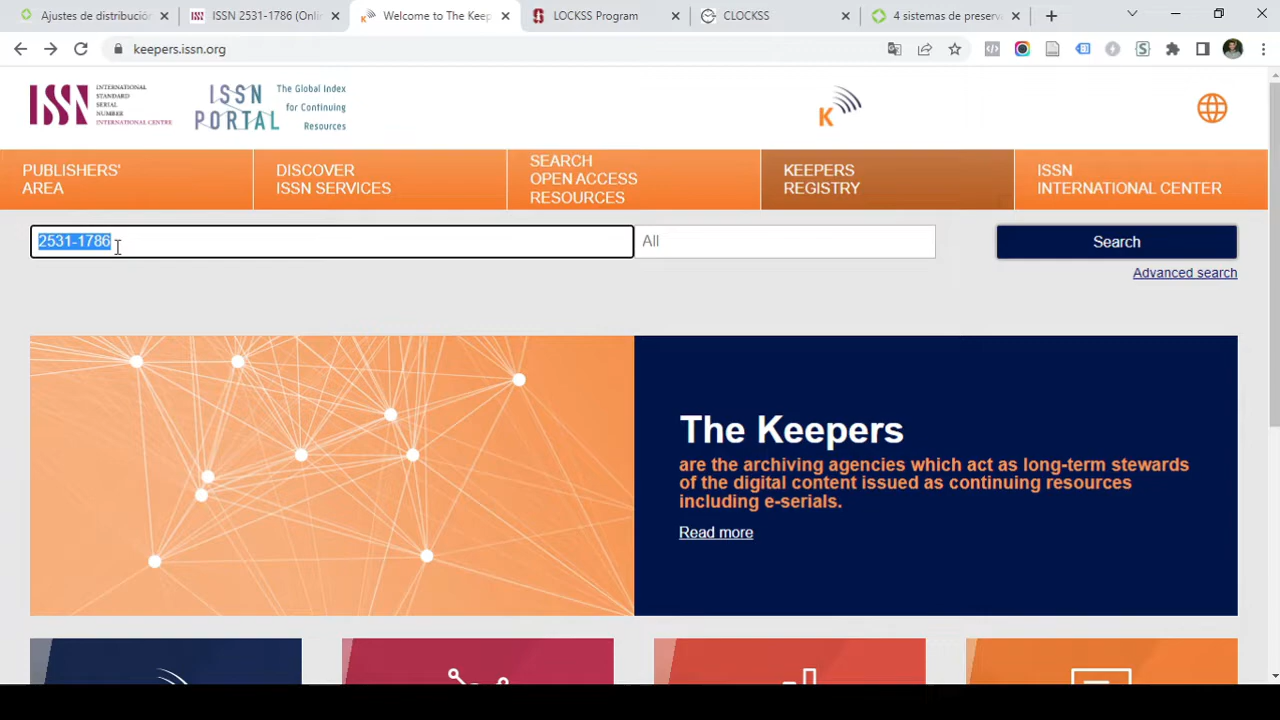 Ajustes de distribución
ISSN 2531-1786 (Onli
Welcome to The Keep
LOCKSS Program
CLOCKSS
4 sistemas de preserva
keepers.issn.org
ISSN
INTERNATIONAL
STANDARD
SERIAL
NUMBER
INTERNATIONAL CENTRE
ISSN
PORTAL
The Global Index
for Continuing
Resources
K
PUBLISHERS'
AREA
DISCOVER
ISSN SERVICES
SEARCH
OPEN ACCESS
RESOURCES
KEEPERS
REGISTRY
ISSN
INTERNATIONAL CENTER
2531-1786
All
Search
Advanced search
The Keepers
are the archiving agencies which act as long-term stewards
of the digital content issued as continuing resources
including e-serials.
Read more